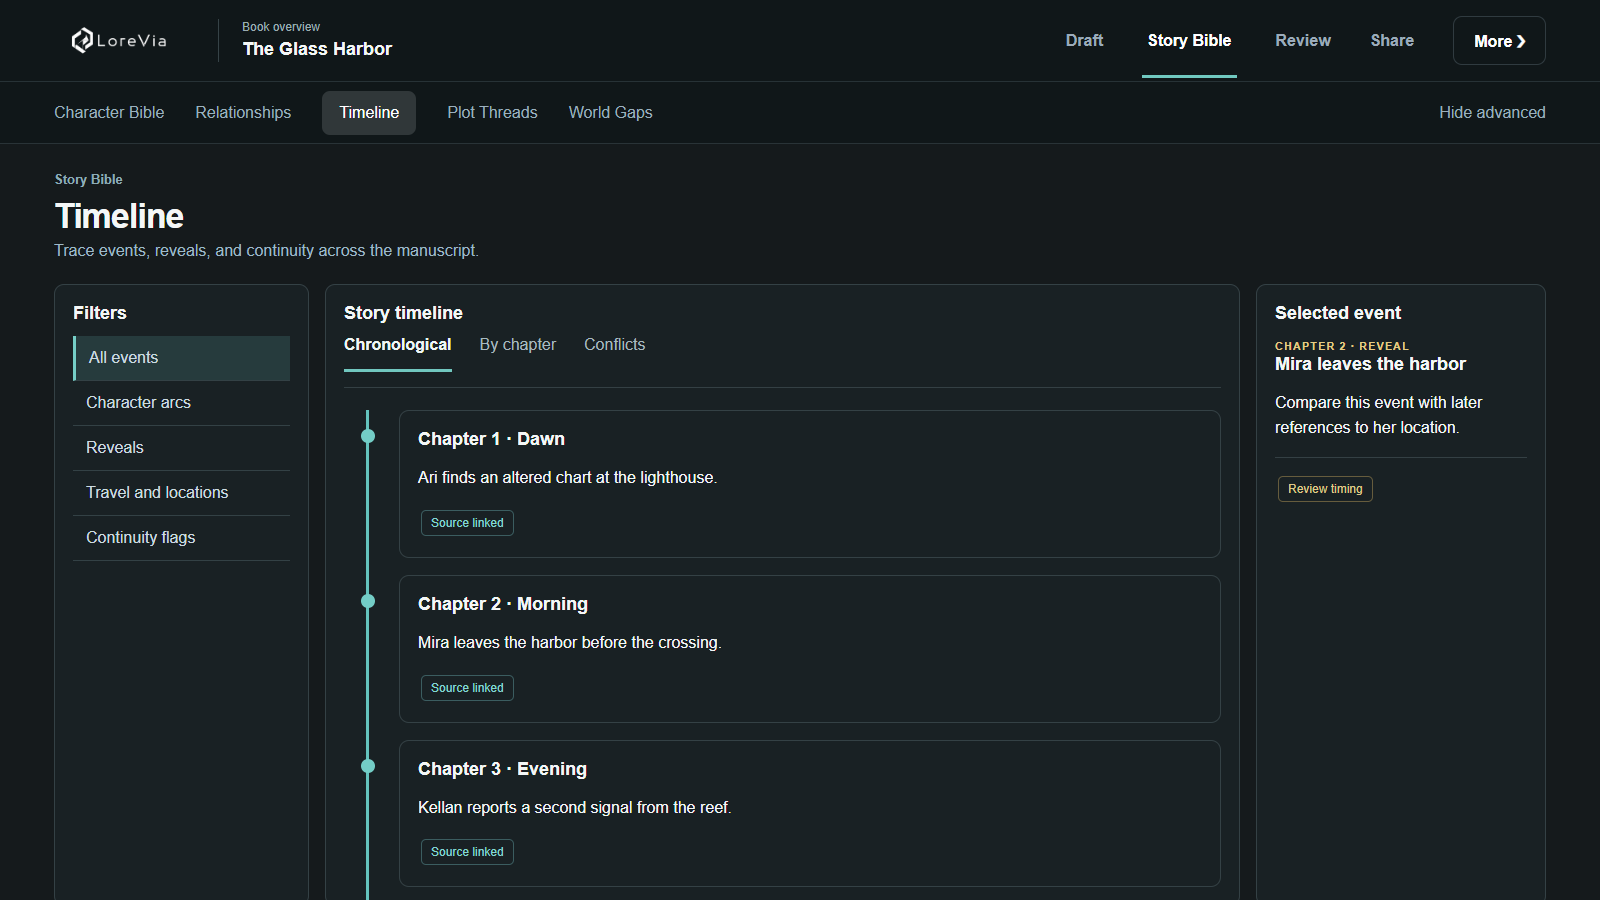 LoreVia
Book overview
The Glass Harbor
Draft
Story Bible
Review
Share
More ❯
Character Bible
Relationships
Timeline
Plot Threads
World Gaps
Hide advanced
Story Bible
Timeline
Trace events, reveals, and continuity across the manuscript.
Filters
All events
Character arcs
Reveals
Travel and locations
Continuity flags
Story timeline
Chronological
By chapter
Conflicts
Chapter 1 · Dawn
Ari finds an altered chart at the lighthouse.
Source linked
Chapter 2 · Morning
Mira leaves the harbor before the crossing.
Source linked
Chapter 3 · Evening
Kellan reports a second signal from the reef.
Source linked
Selected event
CHAPTER 2 · REVEAL
Mira leaves the harbor
Compare this event with later
references to her location.
Review timing